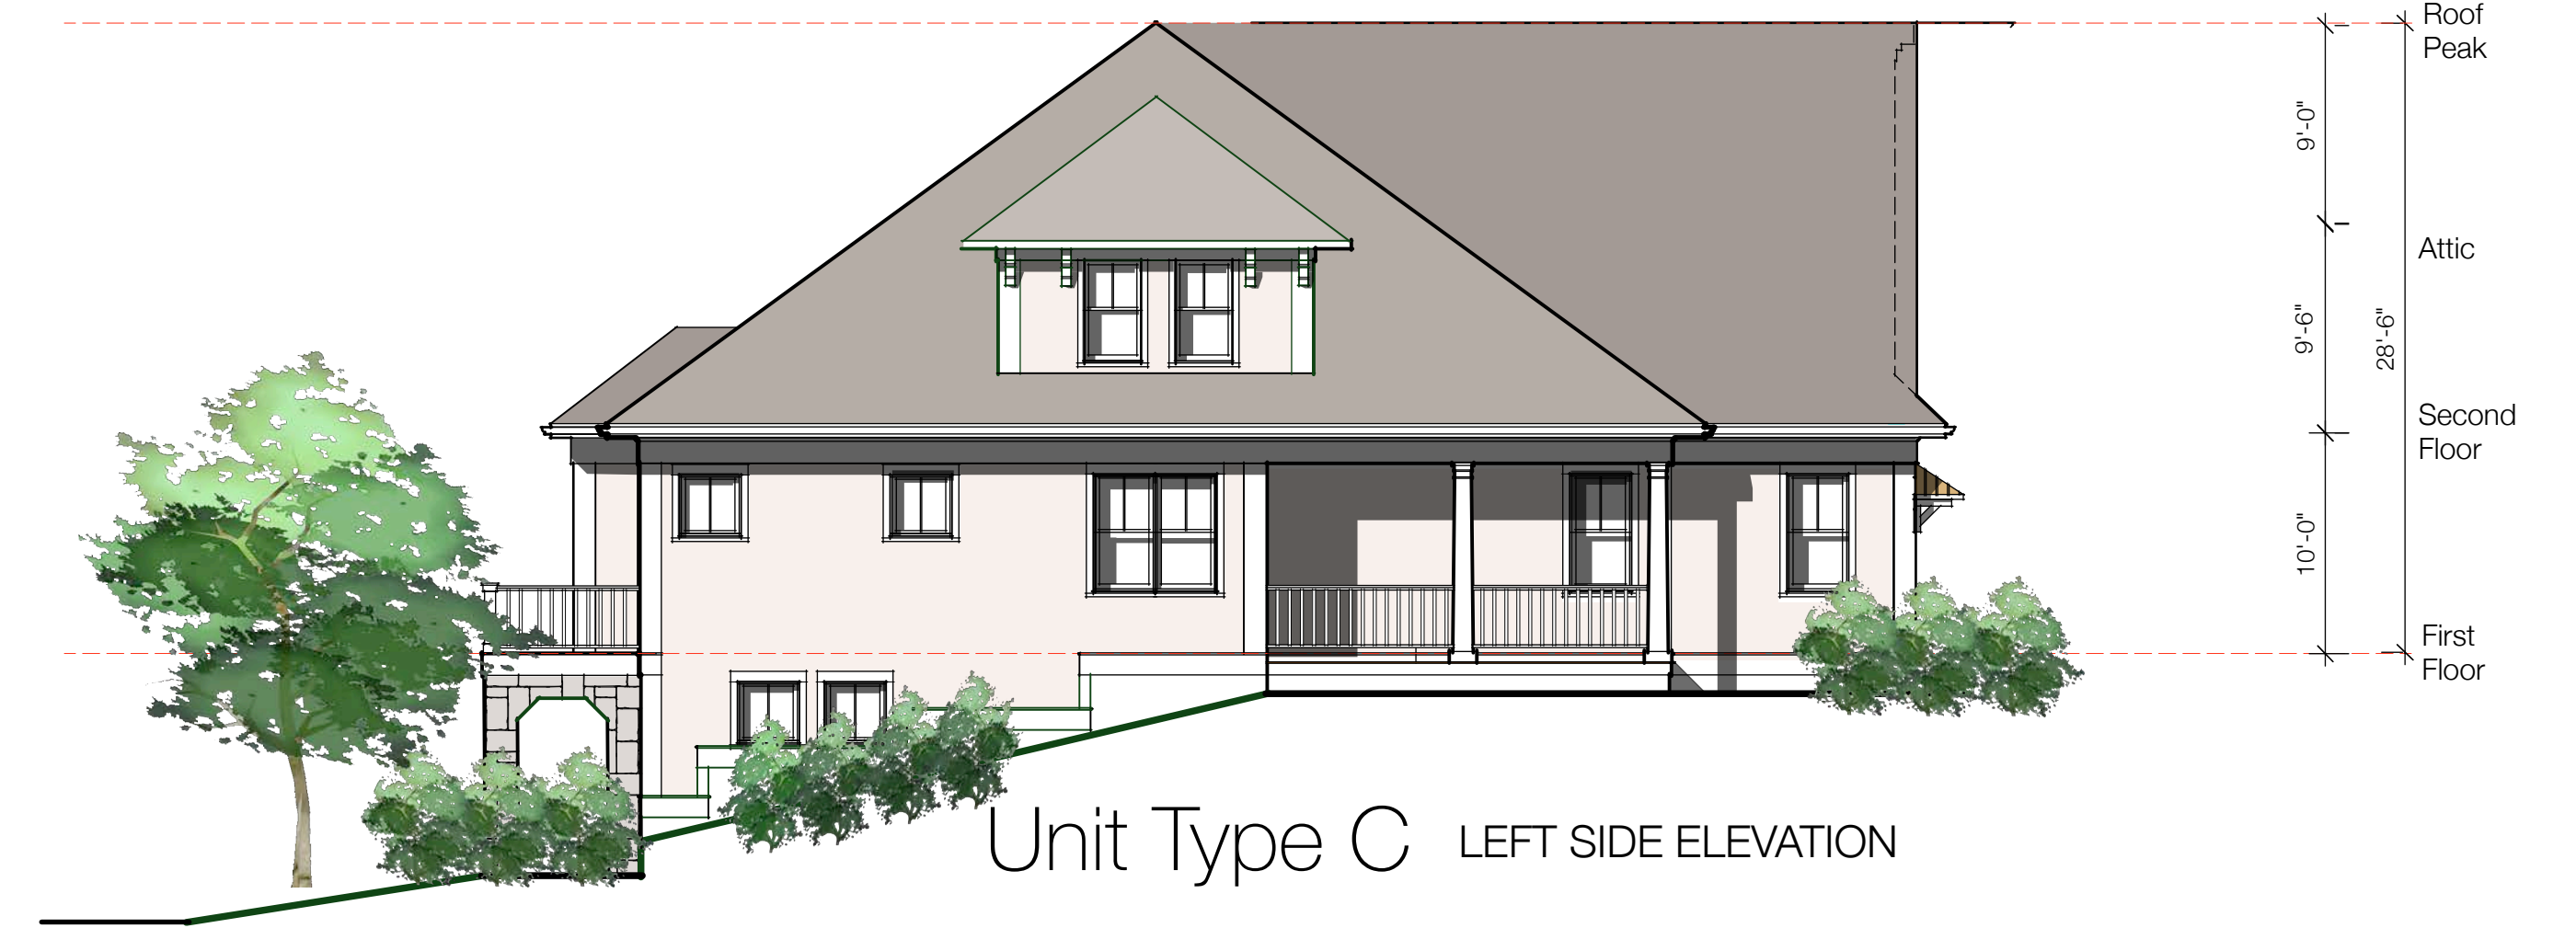 Roof
Peak
9'-0"
Attic
9'-6"
28'-6"
Second
Floor
10'-0"
First
Floor
Unit Type C LEFT SIDE ELEVATION